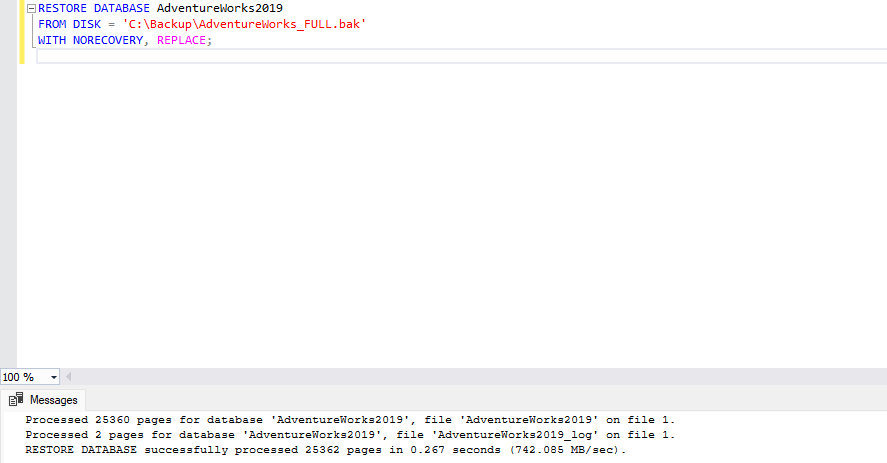 RESTORE DATABASE AdventureWorks2019
FROM DISK = 'C:\Backup\AdventureWorks_FULL.bak'
WITH NORECOVERY, REPLACE;
100 %
Messages
Processed 25360 pages for database 'AdventureWorks2019', file 'AdventureWorks2019' on file 1.
Processed 2 pages for database 'AdventureWorks2019', file 'AdventureWorks2019_log' on file 1.
RESTORE DATABASE successfully processed 25362 pages in 0.267 seconds (742.085 MB/sec).